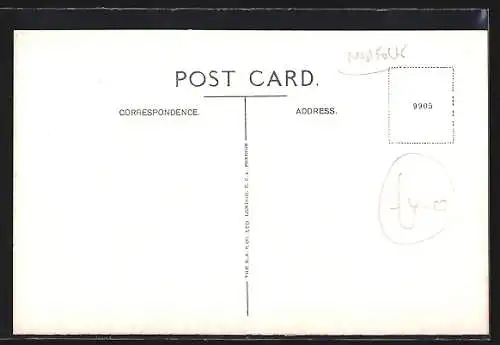 NORFOLK
POST CARD.
CORRESPONDENCE.
ADDRESS.
9905